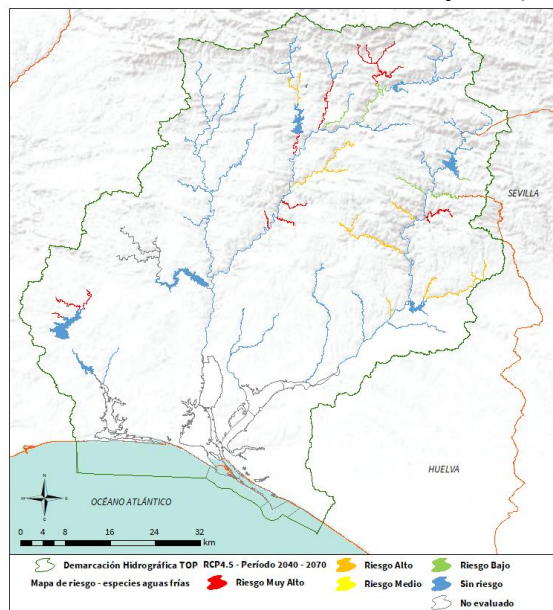 SEVILLA
HUELVA
OCÉANO ATLÁNTICO
N
W E
S
0 4 8 16 24 32
km
Demarcación Hidrográfica TOP RCP4.5 - Período 2040 - 2070 Riesgo Alto Riesgo Bajo
Mapa de riesgo - especies aguas frías Riesgo Muy Alto Riesgo Medio Sin riesgo
No evaluado